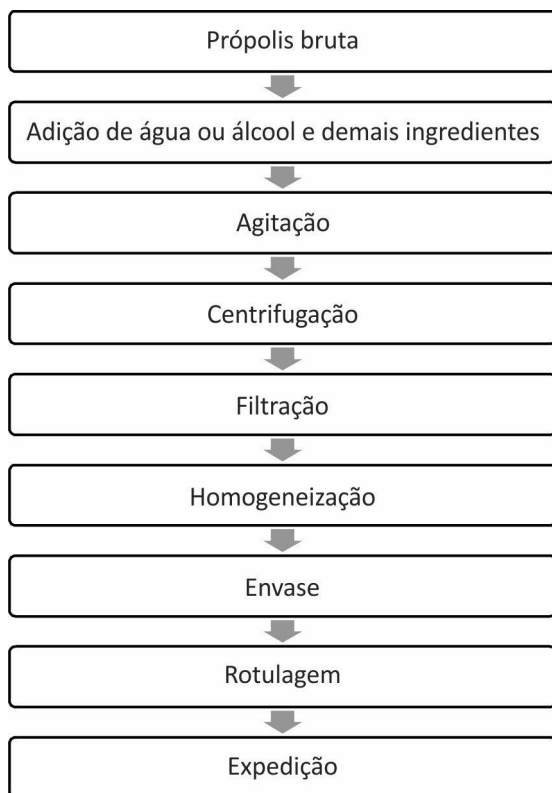 Própolis bruta
Adição de água ou álcool e demais ingredientes
Agitação
Centrifugação
Filtração
Homogeneização
Envase
Rotulagem
Expedição